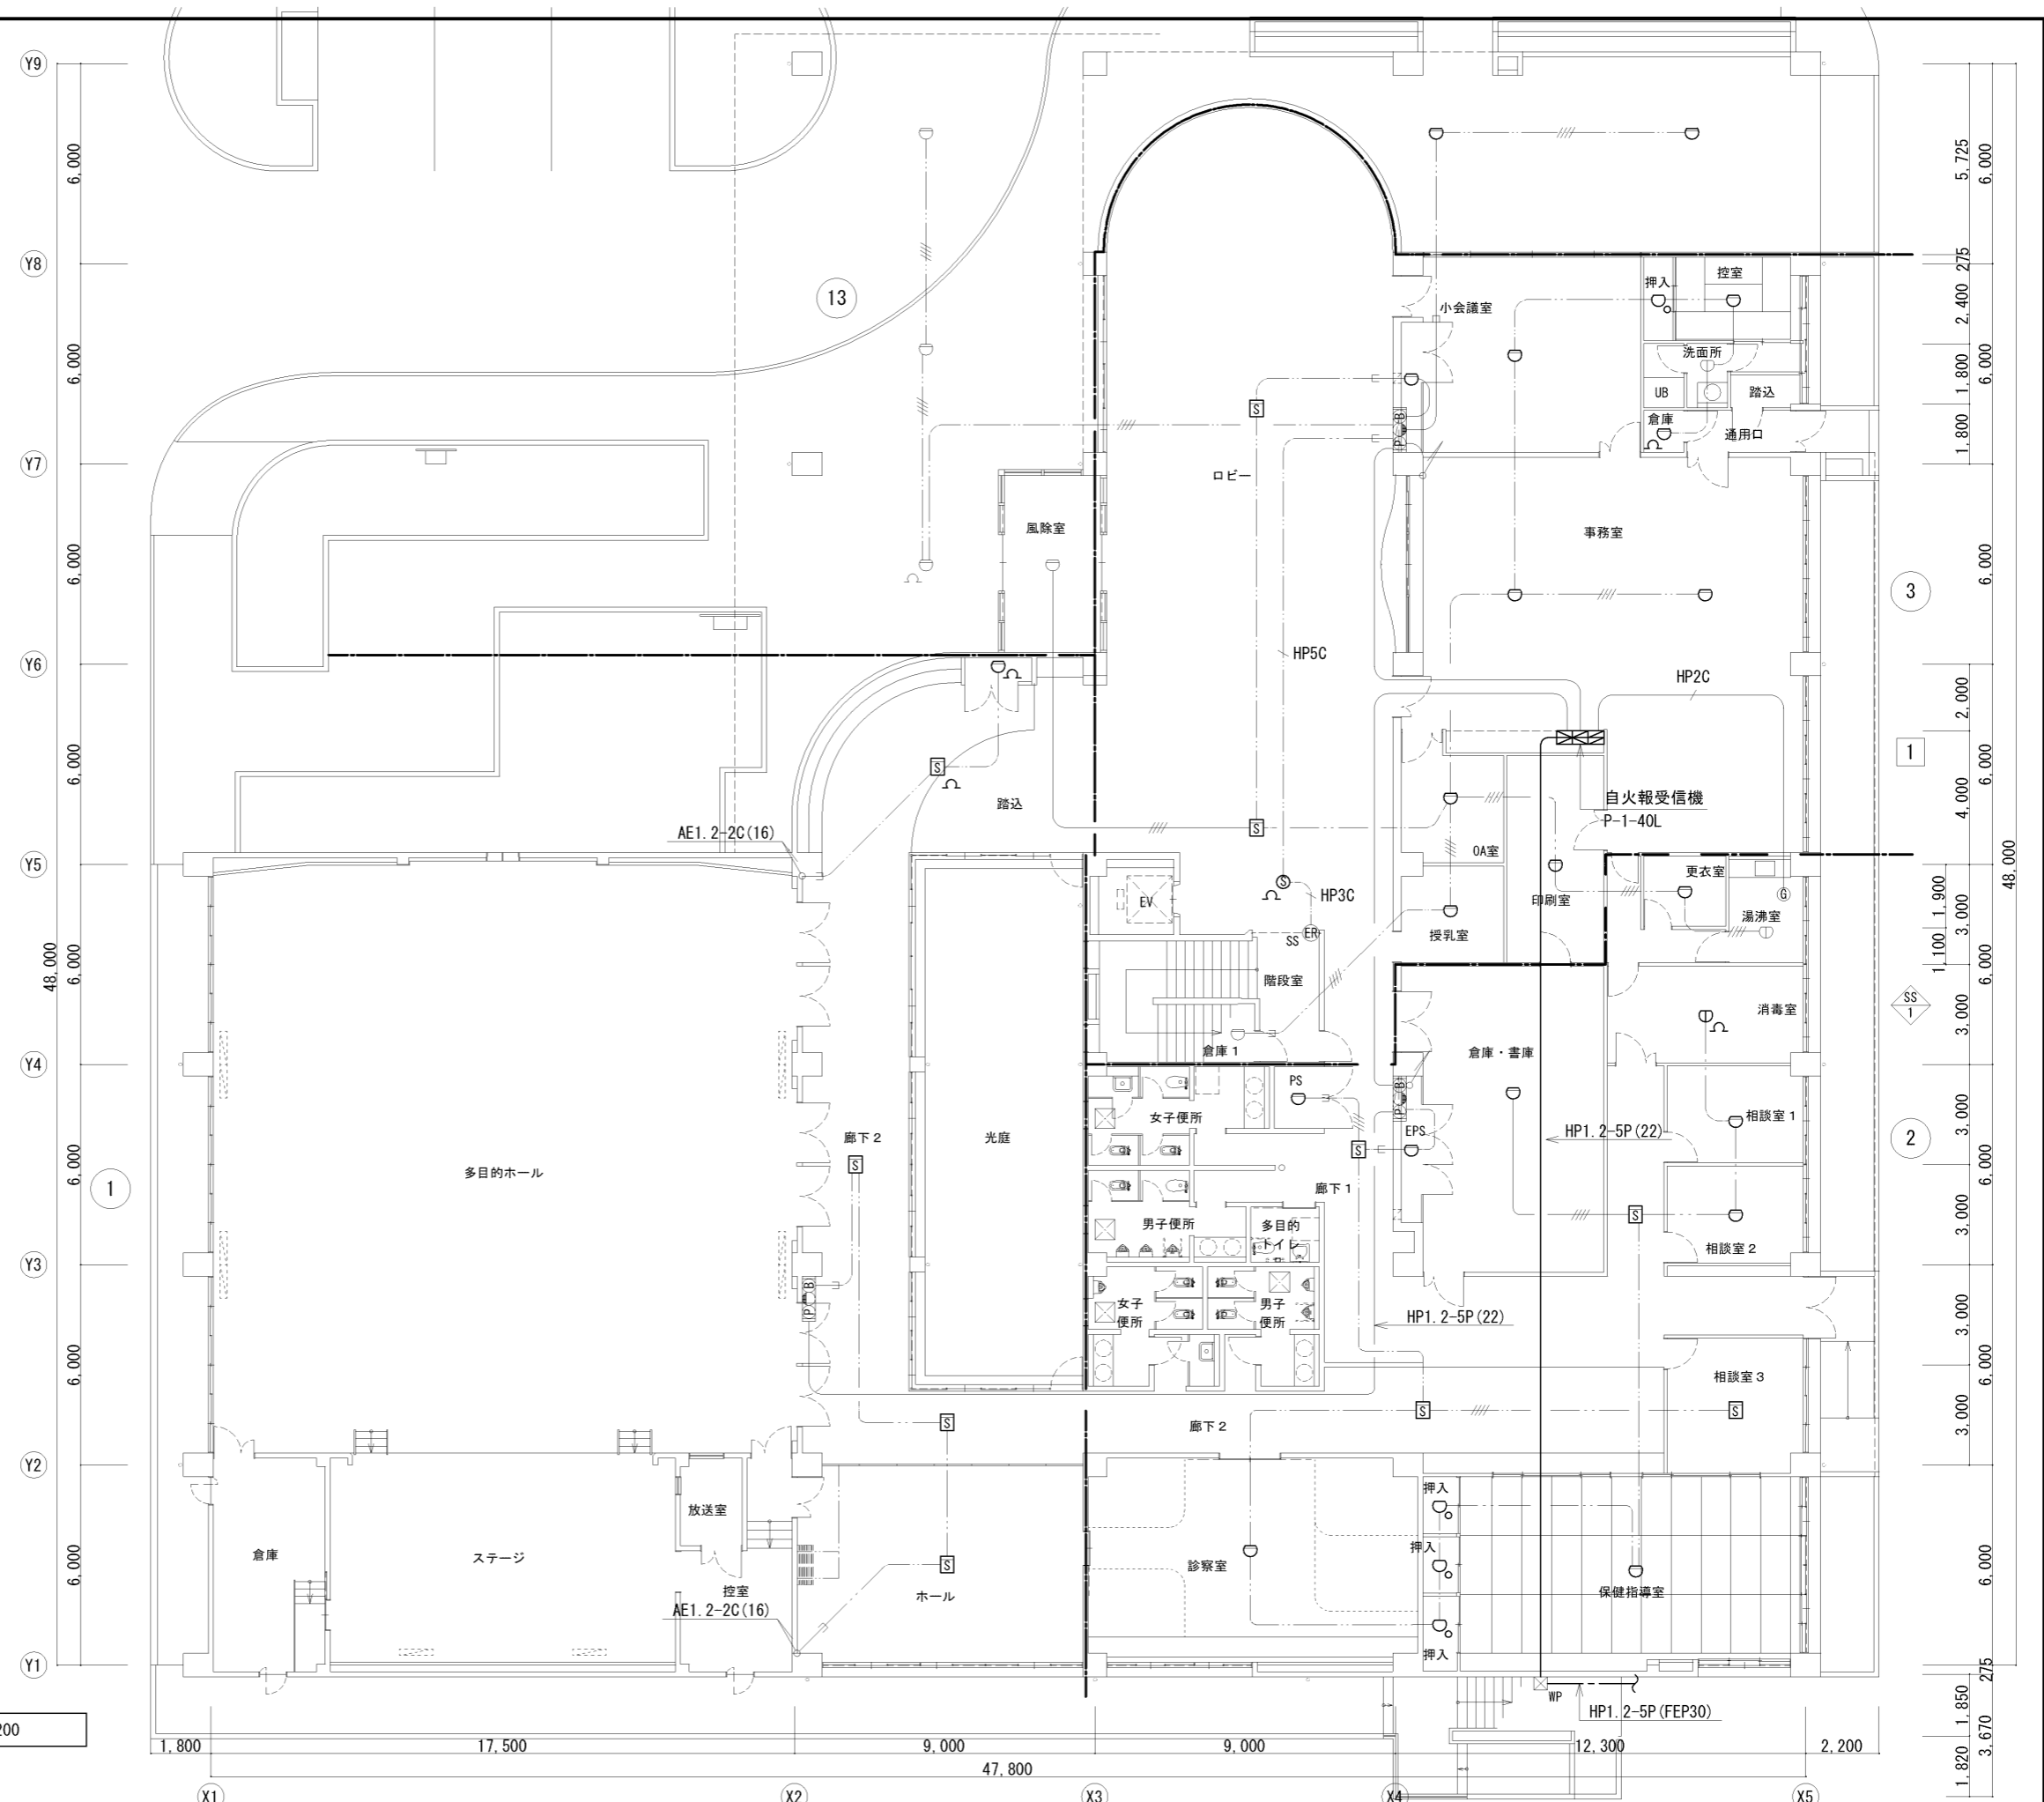 Y9
6,000
5,725
6,000
Y8
275
13
小会議室
押入
控室
2,400
6,000
洗面所
1,800
6,000
UB
踏込
倉庫
通用口
1,800
Y7
ロビー
風除室
事務室
6,000
6,000
6,000
3
HP5C
HP2C
Y6
2,000
踏込
6,000
4,000
6,000
1
自火報受信機
P-1-40L
AE1.2-2C(16)
Y5
OA室
48,000
EV
HP3C
印刷室
更衣室
湯沸室
1,900
3,000
授乳室
SS
ER
階段室
48,000
6,000
1,100
6,000
消毒室
3,000
SS
1
倉庫1
倉庫・書庫
Y4
PS
女子便所
相談室1
3,000
EPS
HP1.2-5P(22)
2
廊下2
光庭
多目的ホール
1
6,000
6,000
廊下1
男子便所
多目的
トイレ
3,000
相談室2
Y3
女子
便所
男子
便所
HP1.2-5P(22)
3,000
6,000
6,000
相談室3
3,000
廊下2
Y2
放送室
押入
倉庫
ステージ
押入
診察室
6,000
6,000
控室
ホール
保健指導室
AE1.2-2C(16)
押入
Y1
275
WP
HP1.2-5P(FEP30)
1,850
3,670
200
1,800
17,500
9,000
9,000
12,300
2,200
1,820
47,800
X1
X2
X3
X4
X5